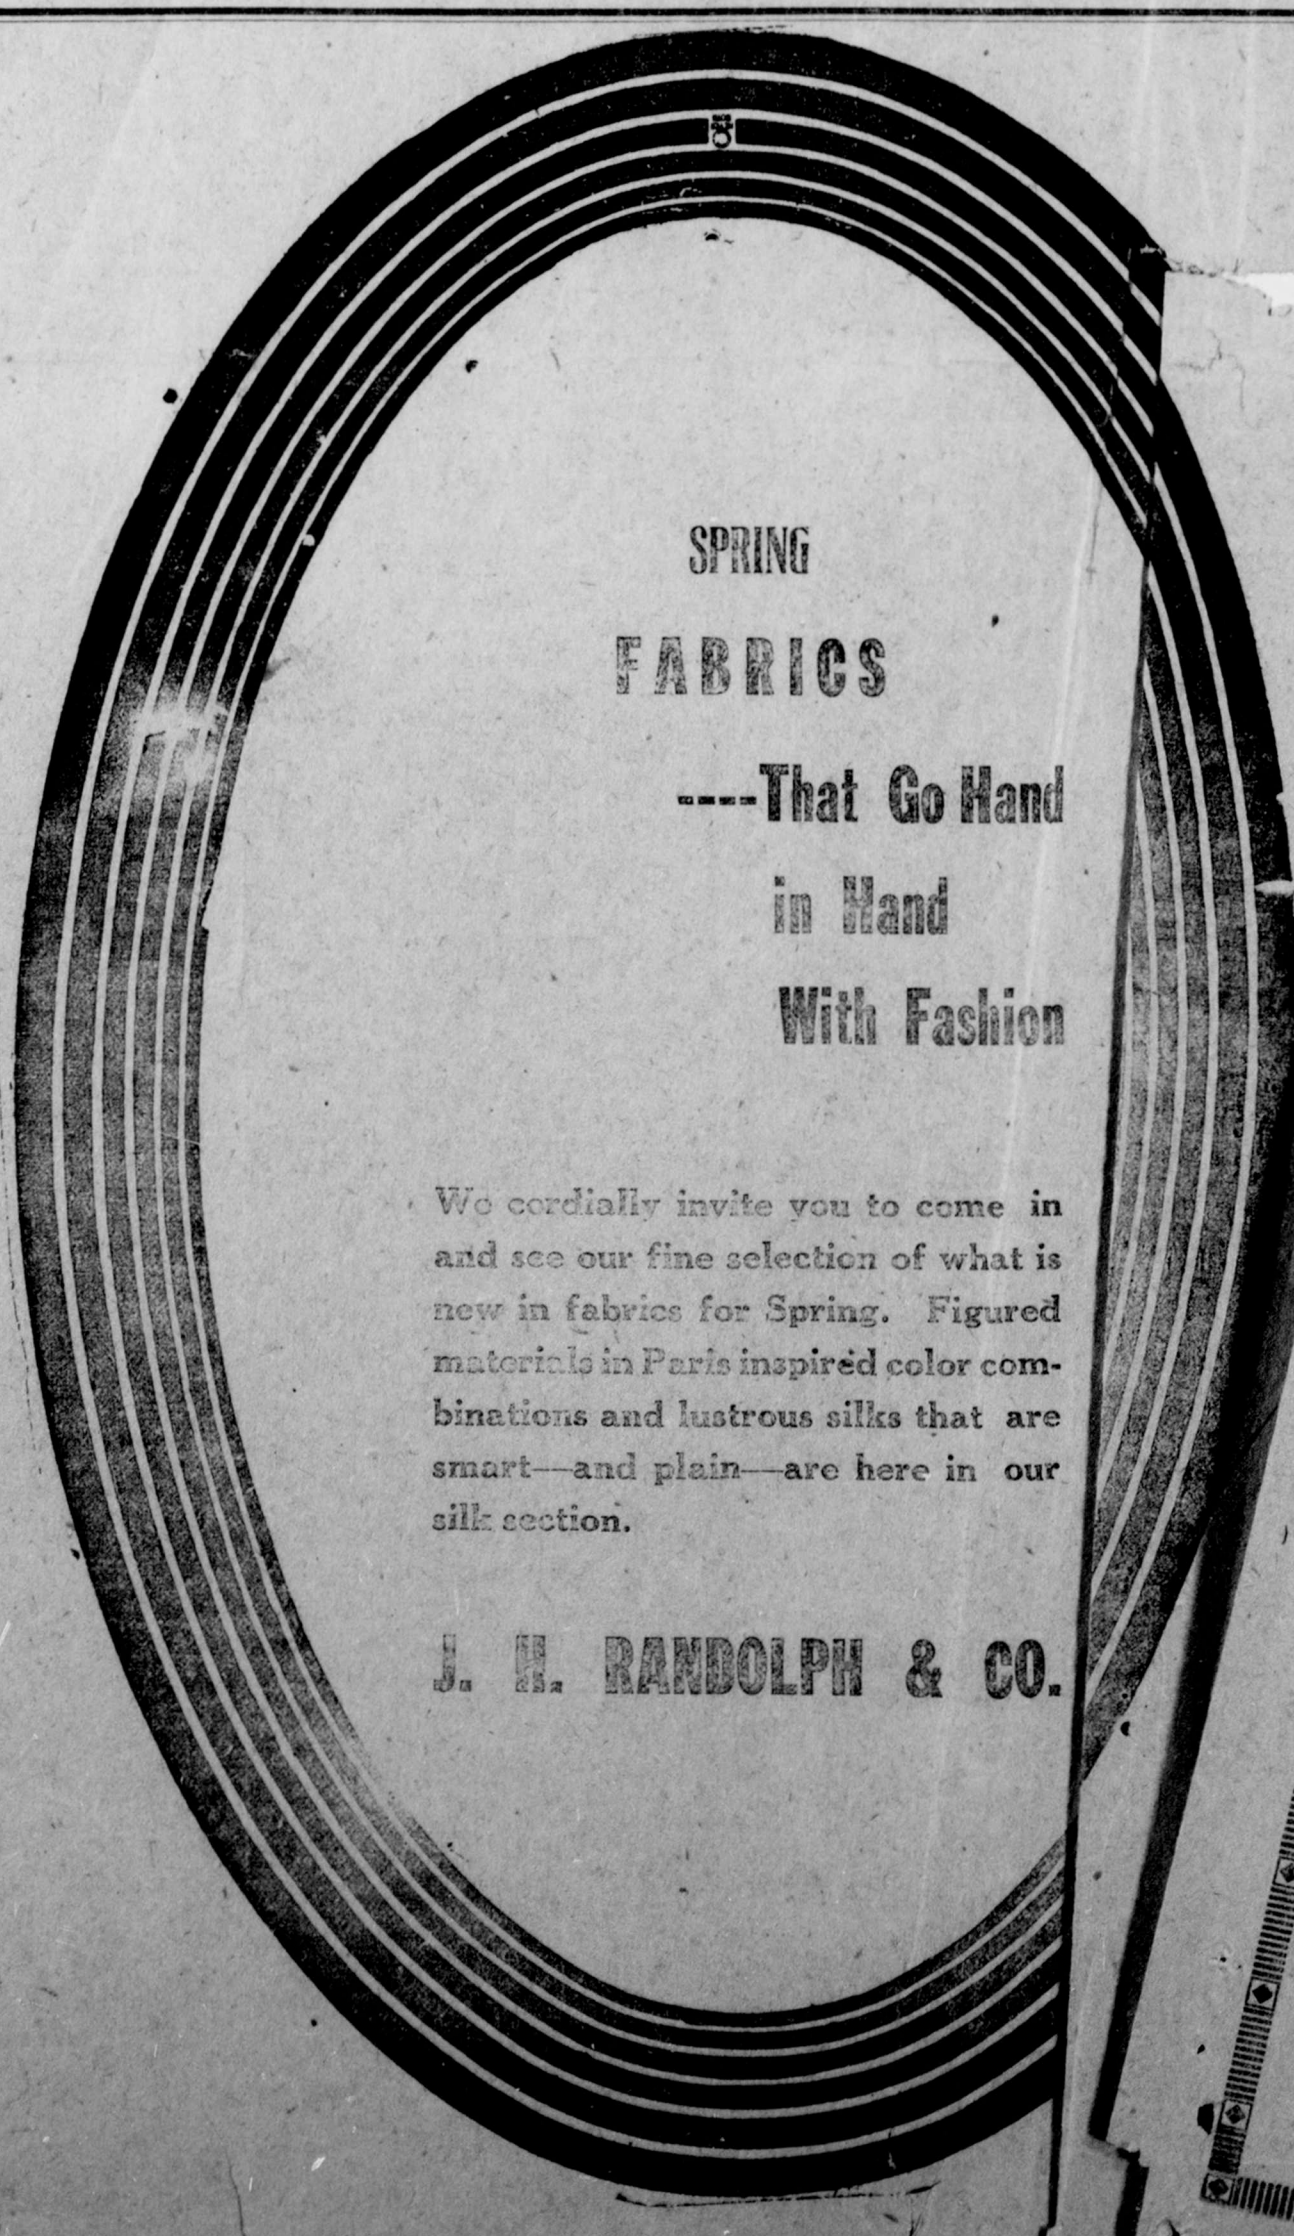 SPRING
FABRICS
----That Go Hand
in Hand
With Fashion
We cordially invite you to come in
and see our fine selection of what is
new in fabrics for Spring. Figured
materials in Paris inspired color com-
binations and lustrous silks that are
smart—and plain—are here in our
silk section.
J. H. RANDOLPH & CO.